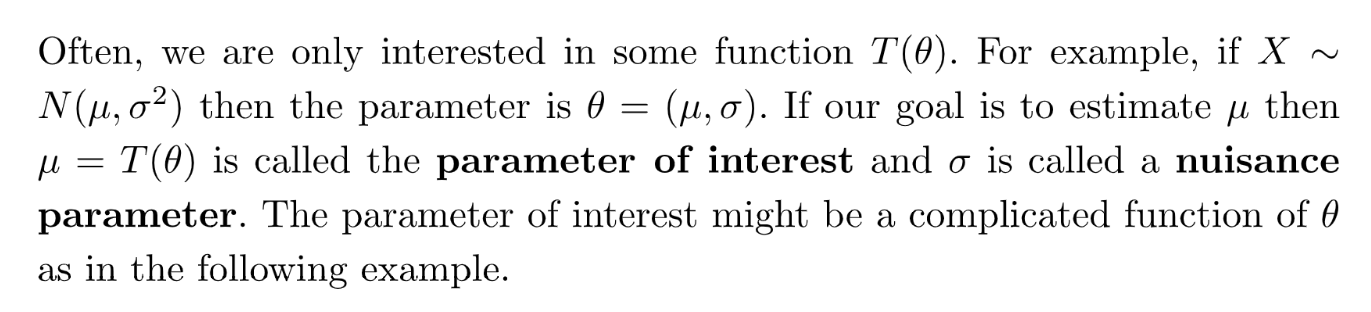 Often, we are only interested in some function T(θ). For example, if X ∼
N(μ, σ²) then the parameter is θ = (μ, σ). If our goal is to estimate μ then
μ = T(θ) is called the parameter of interest and σ is called a nuisance
parameter. The parameter of interest might be a complicated function of θ
as in the following example.